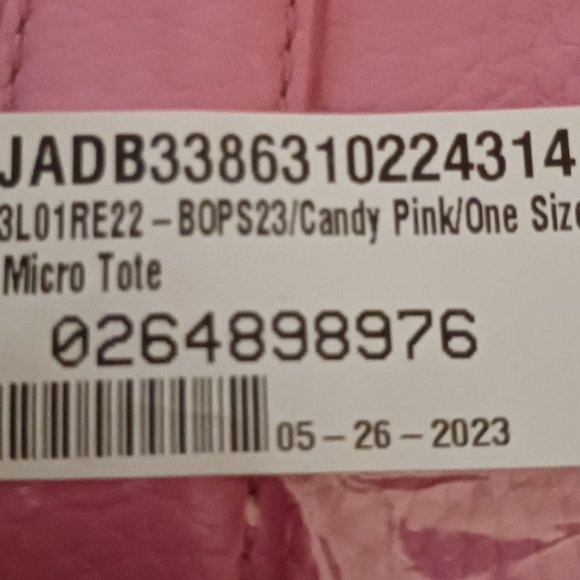 JADB3386310224314
3L01RE22-BOPS23/Candy Pink/One Size
Micro Tote
0264898976
05-26-2023